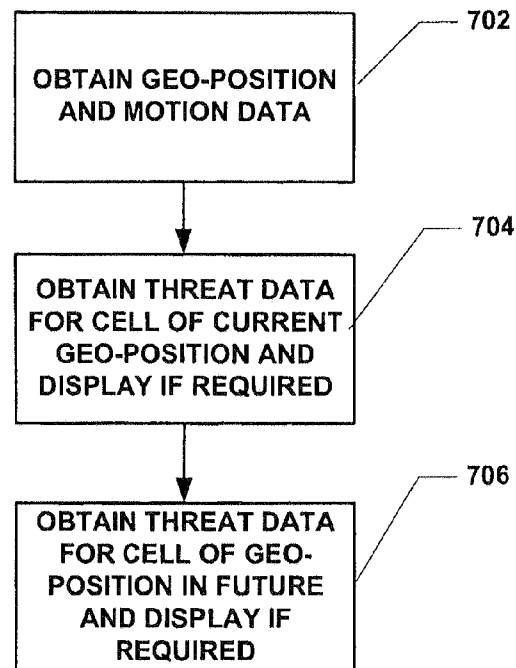 702
OBTAIN GEO-POSITION
AND MOTION DATA
704
OBTAIN THREAT DATA
FOR CELL OF CURRENT
GEO-POSITION AND
DISPLAY IF REQUIRED
706
OBTAIN THREAT DATA
FOR CELL OF GEO-
POSITION IN FUTURE
AND DISPLAY IF
REQUIRED